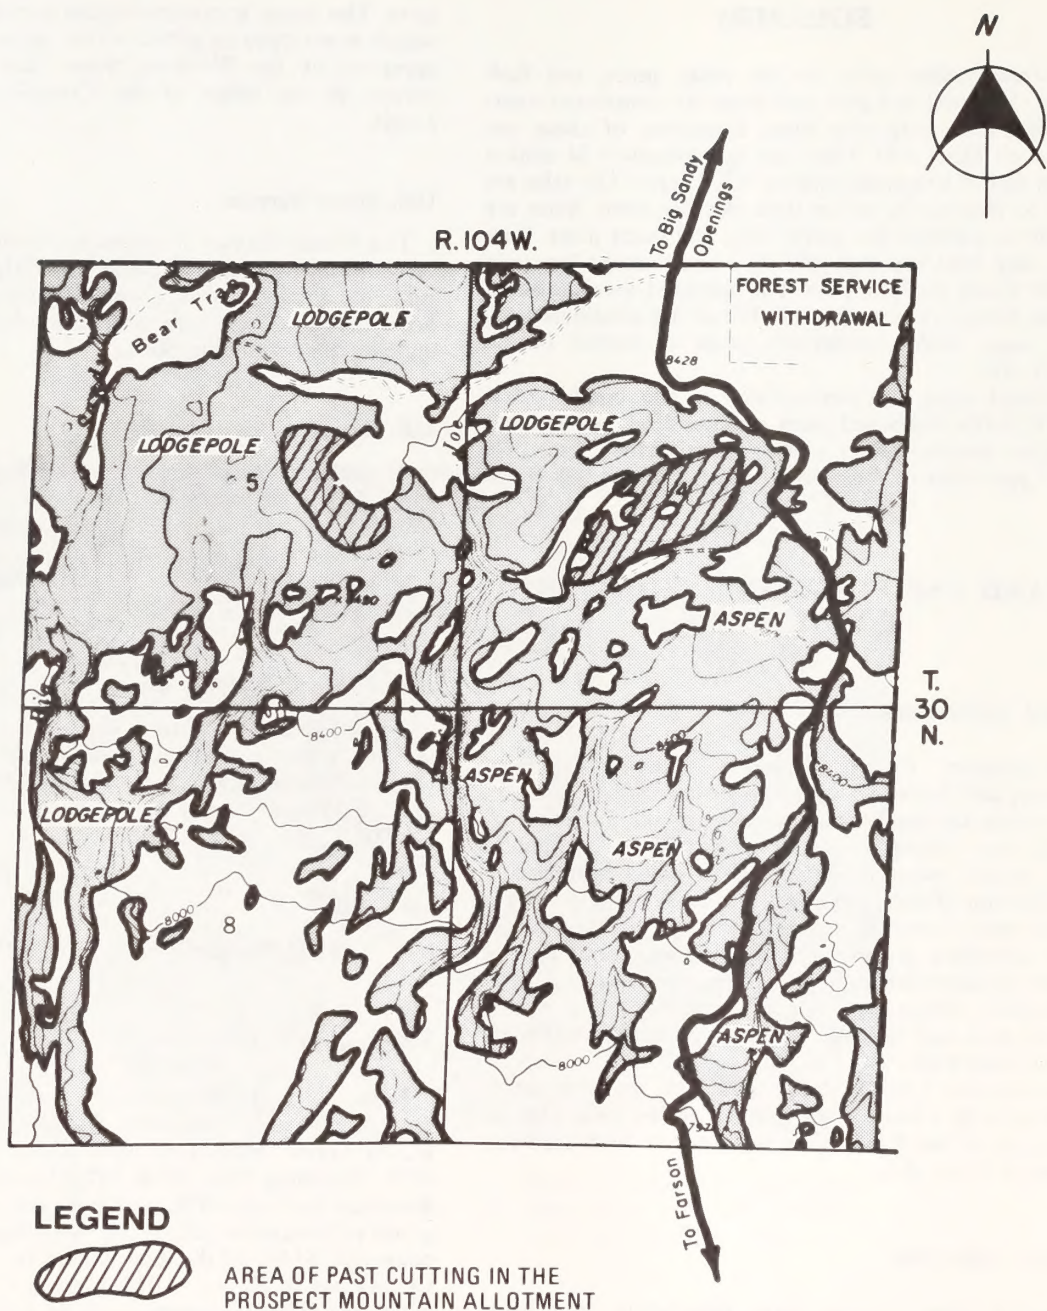 N
To Big Sandy
Openings
R. 104 W.
Bear Trap
LODGEPOLE
FOREST SERVICE
WITHDRAWAL
8428
LODGEPOLE
LODGEPOLE
5
4
ASPEN
T.
30
N.
8400
8400
8400
ASPEN
LODGEPOLE
ASPEN
8000
8
ASPEN
8000
To Farson
LEGEND
AREA OF PAST CUTTING IN THE
PROSPECT MOUNTAIN ALLOTMENT